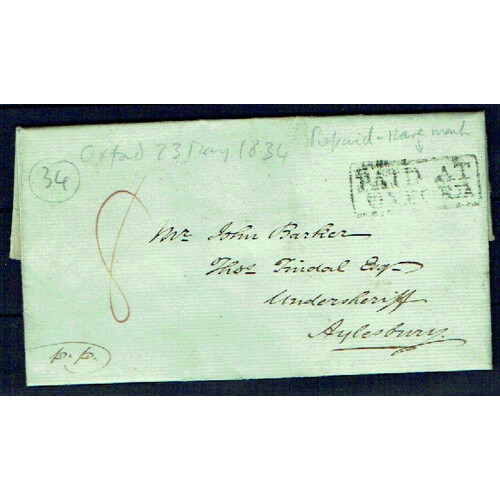 Oxford 23 May 1834
Prepaid - rare mark
34
PAID AT
OXFORD
8
Mr John Barker
Thos Tindal Esq
Undersheriff
Aylesbury
p.p.